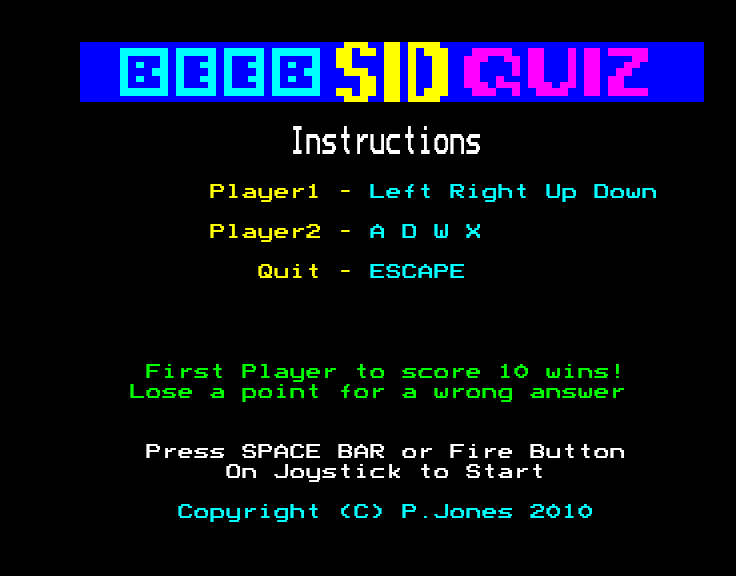 BEEB SID QUIZ
Instructions
Player1 - Left Right Up Down
Player2 - A D W X
Quit - ESCAPE
First Player to score 10 wins!
Lose a point for a wrong answer
Press SPACE BAR or Fire Button
On Joystick to Start
Copyright (C) P.Jones 2010